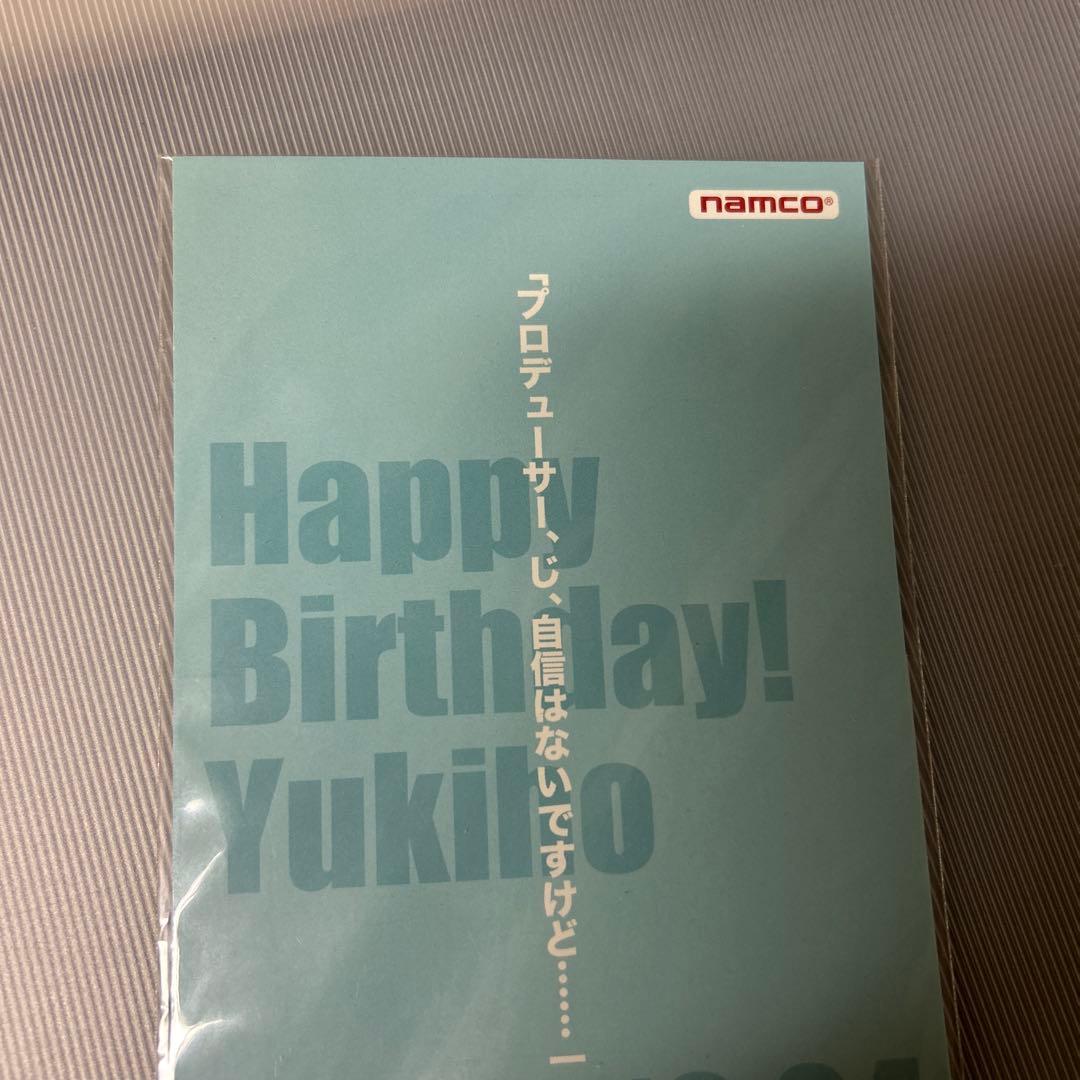 namco®
「プロデューサー、じ、自信はないですけど……
Happy
Birthday!
Yukiho